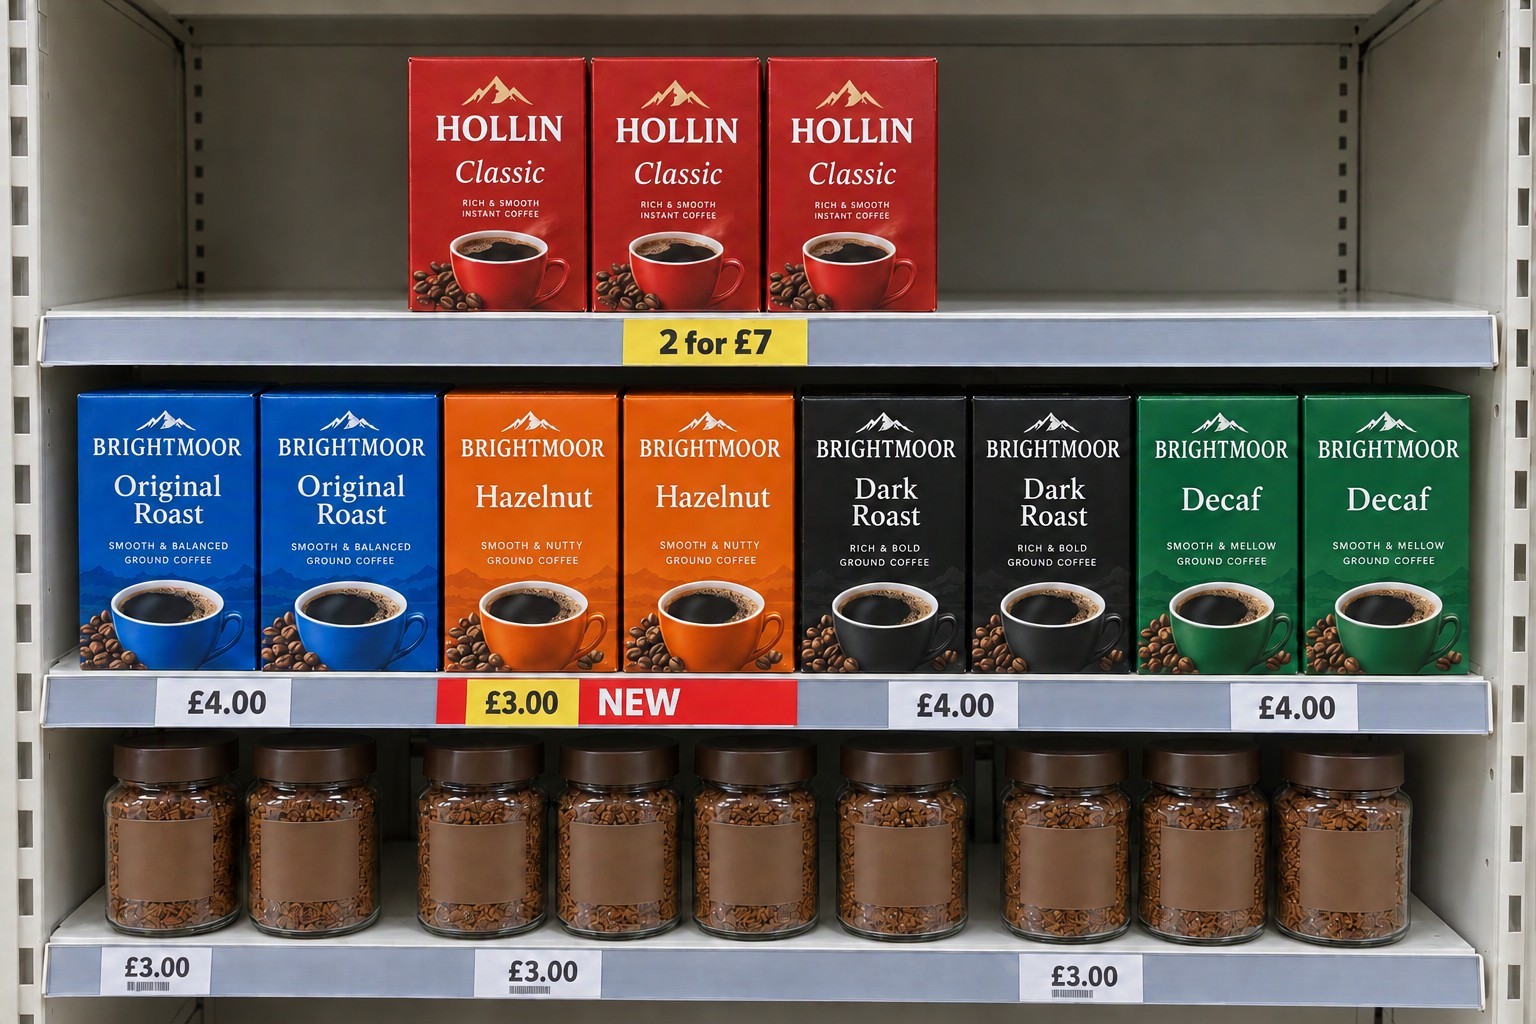 HOLLIN
Classic
RICH & SMOOTH
INSTANT COFFEE
HOLLIN
Classic
RICH & SMOOTH
INSTANT COFFEE
HOLLIN
Classic
RICH & SMOOTH
INSTANT COFFEE
2 for £7
BRIGHTMOOR
Original
Roast
SMOOTH & BALANCED
GROUND COFFEE
BRIGHTMOOR
Original
Roast
SMOOTH & BALANCED
GROUND COFFEE
BRIGHTMOOR
Hazelnut
SMOOTH & NUTTY
GROUND COFFEE
BRIGHTMOOR
Hazelnut
SMOOTH & NUTTY
GROUND COFFEE
BRIGHTMOOR
Dark
Roast
RICH & BOLD
GROUND COFFEE
BRIGHTMOOR
Dark
Roast
RICH & BOLD
GROUND COFFEE
BRIGHTMOOR
Decaf
SMOOTH & MELLOW
GROUND COFFEE
BRIGHTMOOR
Decaf
SMOOTH & MELLOW
GROUND COFFEE
£4.00
£3.00 NEW
£4.00
£4.00
£3.00
£3.00
£3.00